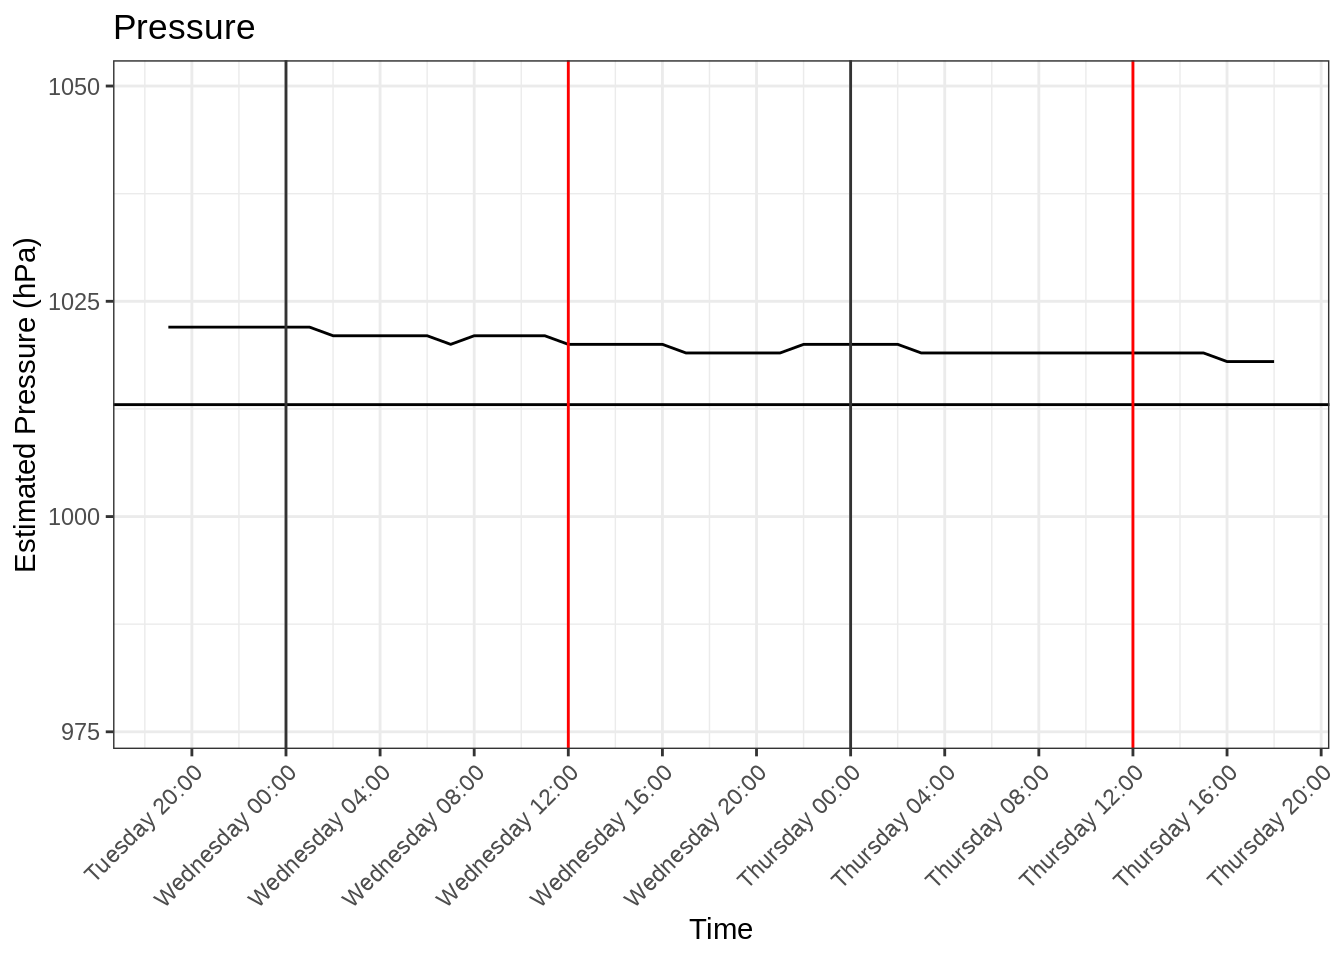 Pressure
Estimated Pressure (hPa)
1050
1025
1000
975
Tuesday 20:00
Wednesday 00:00
Wednesday 04:00
Wednesday 08:00
Wednesday 12:00
Wednesday 16:00
Wednesday 20:00
Thursday 00:00
Thursday 04:00
Thursday 08:00
Thursday 12:00
Thursday 16:00
Thursday 20:00
Time